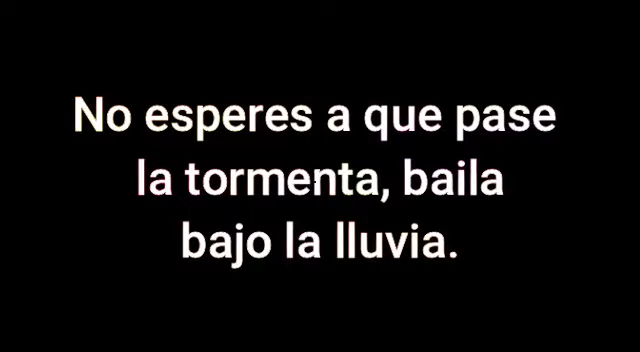 No esperes a que pase
la tormenta, baila
bajo la lluvia.